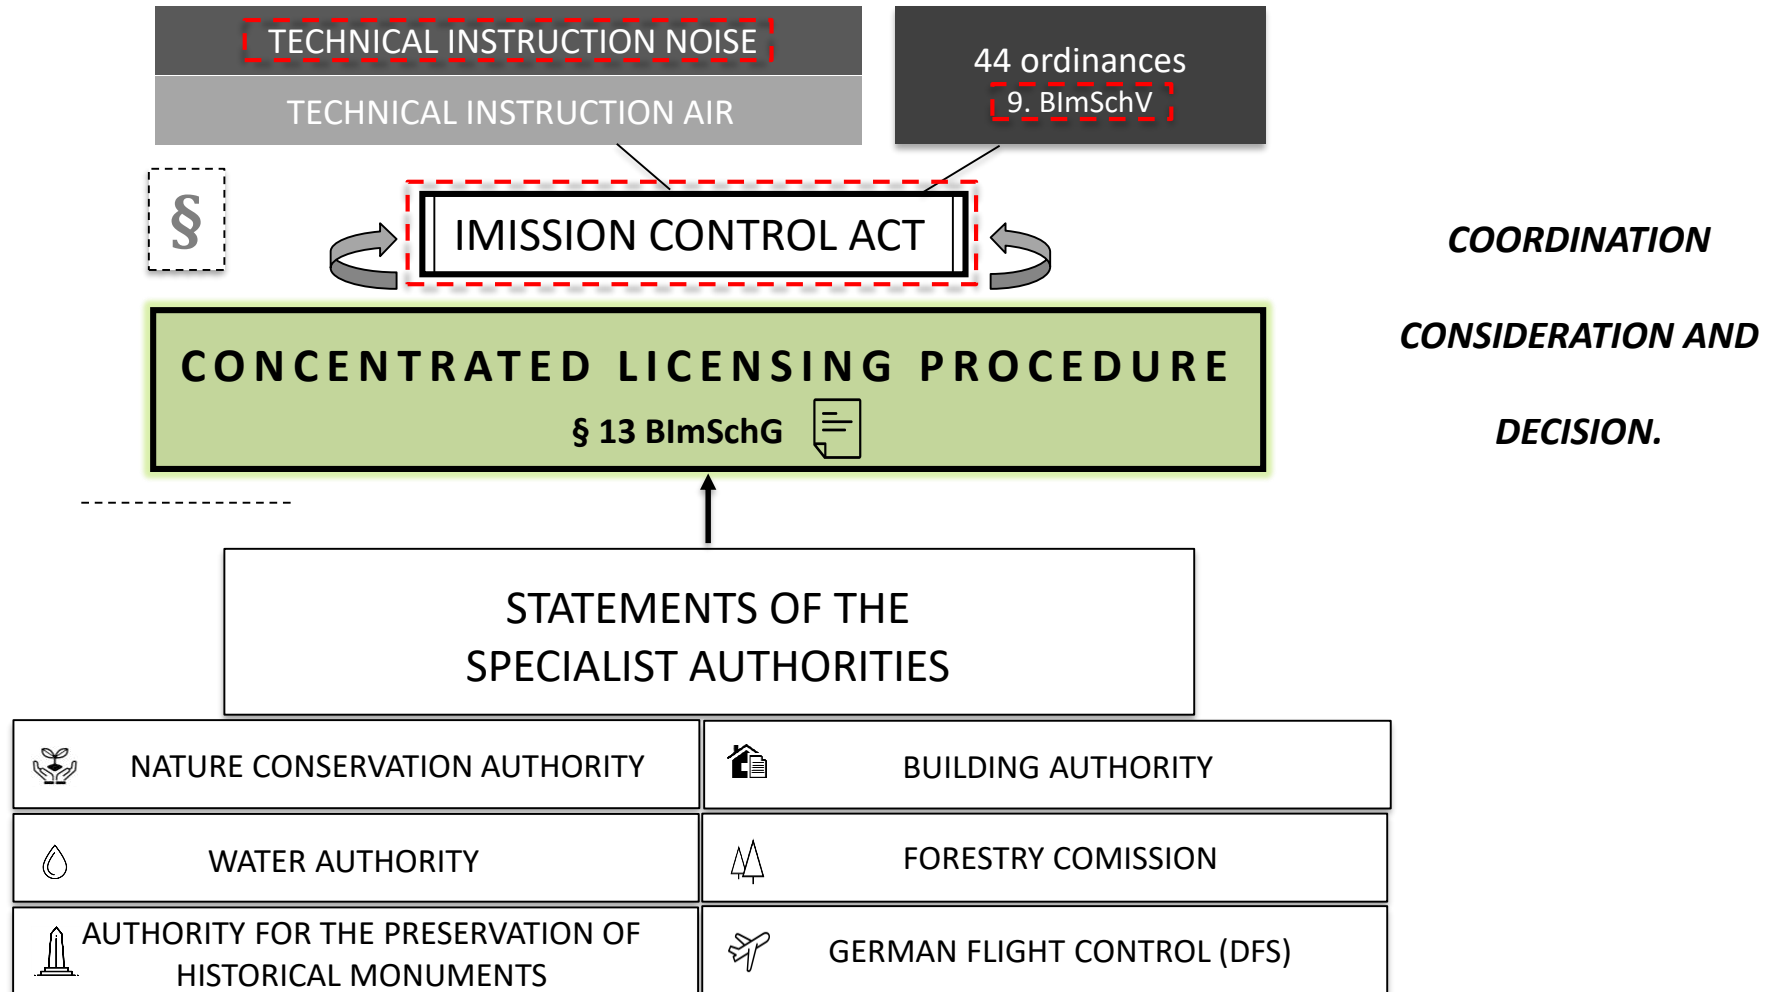 TECHNICAL INSTRUCTION NOISE
TECHNICAL INSTRUCTION AIR
44 ordinances
9. BImSchV
§
IMISSION CONTROL ACT
CONCENTRATED LICENSING PROCEDURE
§ 13 BImSchG
COORDINATION
CONSIDERATION AND
DECISION.
STATEMENTS OF THE
SPECIALIST AUTHORITIES
NATURE CONSERVATION AUTHORITY
BUILDING AUTHORITY
WATER AUTHORITY
FORESTRY COMISSION
AUTHORITY FOR THE PRESERVATION OF
HISTORICAL MONUMENTS
GERMAN FLIGHT CONTROL (DFS)